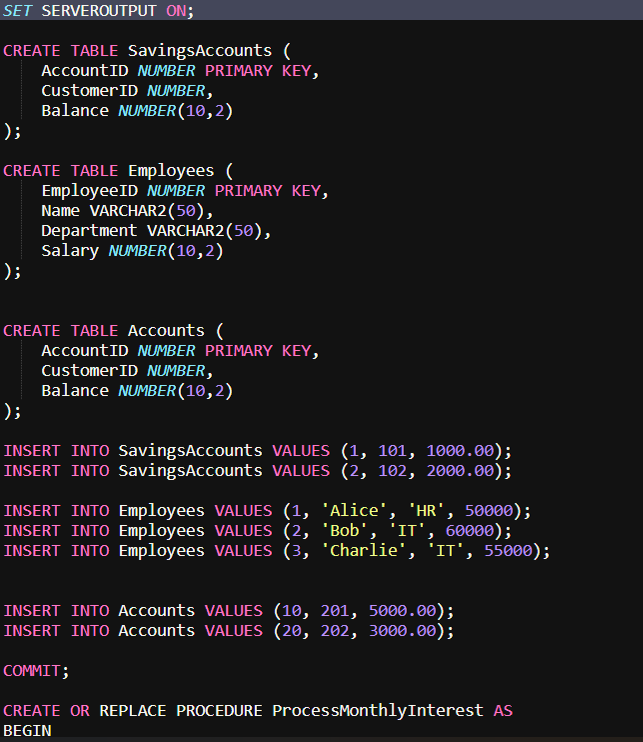 SET SERVEROUTPUT ON;
CREATE TABLE SavingsAccounts (
AccountID NUMBER PRIMARY KEY,
CustomerID NUMBER,
Balance NUMBER(10,2)
);
CREATE TABLE Employees (
EmployeeID NUMBER PRIMARY KEY,
Name VARCHAR2(50),
Department VARCHAR2(50),
Salary NUMBER(10,2)
);
CREATE TABLE Accounts (
AccountID NUMBER PRIMARY KEY,
CustomerID NUMBER,
Balance NUMBER(10,2)
);
INSERT INTO SavingsAccounts VALUES (1, 101, 1000.00);
INSERT INTO SavingsAccounts VALUES (2, 102, 2000.00);
INSERT INTO Employees VALUES (1, 'Alice', 'HR', 50000);
INSERT INTO Employees VALUES (2, 'Bob', 'IT', 60000);
INSERT INTO Employees VALUES (3, 'Charlie', 'IT', 55000);
INSERT INTO Accounts VALUES (10, 201, 5000.00);
INSERT INTO Accounts VALUES (20, 202, 3000.00);
COMMIT;
CREATE OR REPLACE PROCEDURE ProcessMonthlyInterest AS
BEGIN